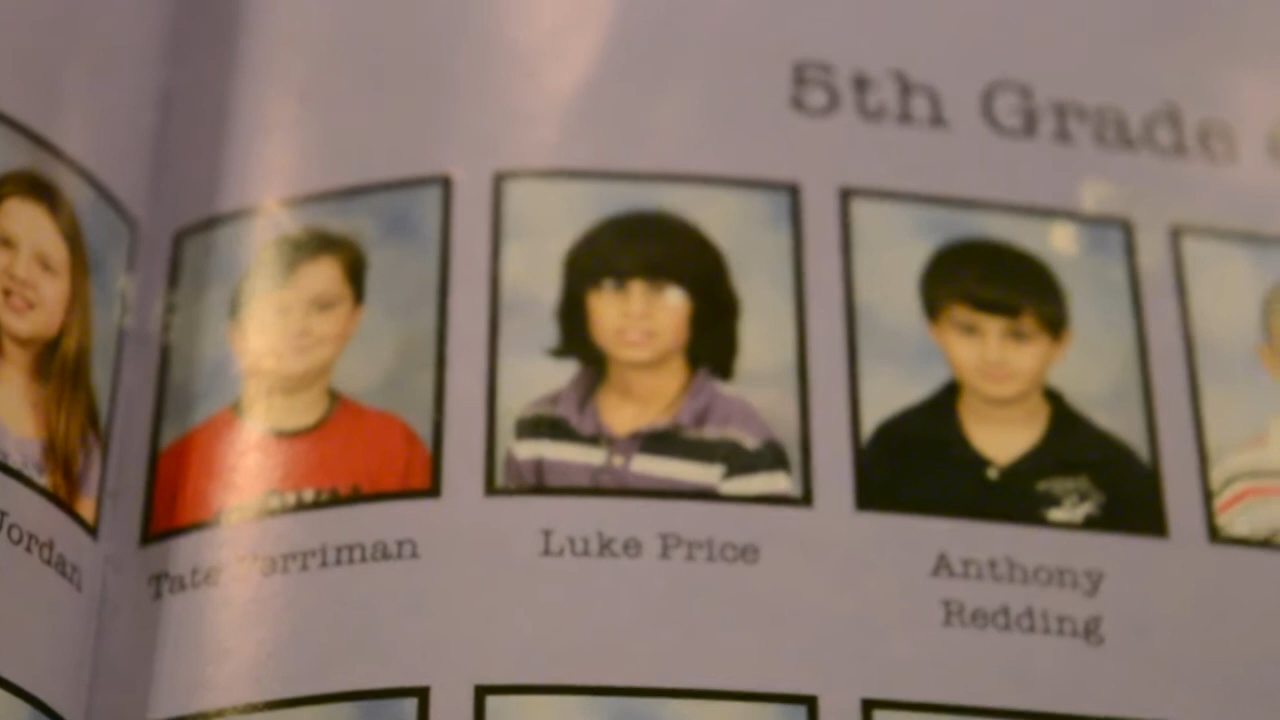 5th Grade
Jordan
Tate
Luke Price
Anthony
Redding